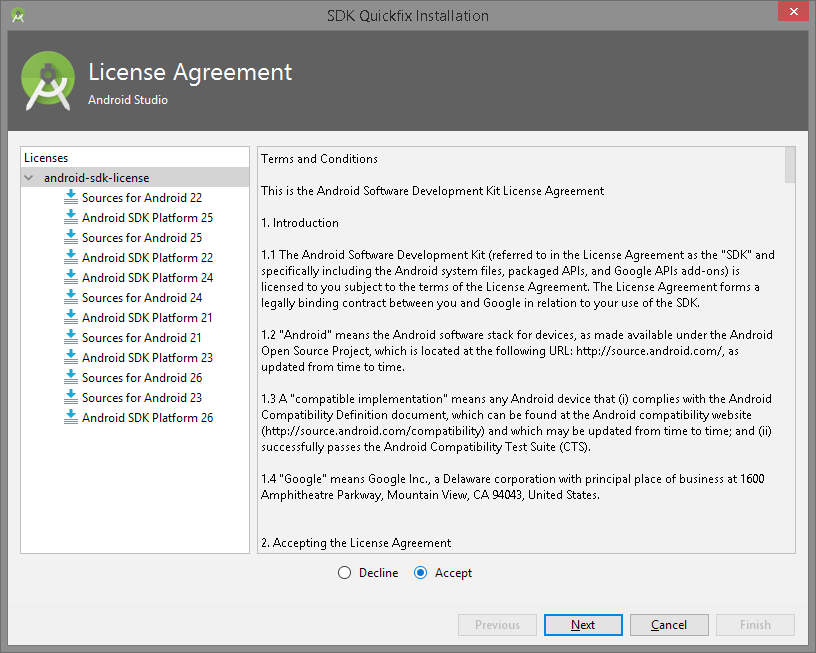 SDK Quickfix Installation
License Agreement
Android Studio
Licenses
android-sdk-license
Sources for Android 22
Android SDK Platform 25
Sources for Android 25
Android SDK Platform 22
Android SDK Platform 24
Sources for Android 24
Android SDK Platform 21
Sources for Android 21
Android SDK Platform 23
Sources for Android 26
Sources for Android 23
Android SDK Platform 26
Terms and Conditions
This is the Android Software Development Kit License Agreement
1. Introduction
1.1 The Android Software Development Kit (referred to in the License Agreement as the "SDK" and
specifically including the Android system files, packaged APIs, and Google APIs add-ons) is
licensed to you subject to the terms of the License Agreement. The License Agreement forms a
legally binding contract between you and Google in relation to your use of the SDK.
1.2 "Android" means the Android software stack for devices, as made available under the Android
Open Source Project, which is located at the following URL: http://source.android.com/, as
updated from time to time.
1.3 A "compatible implementation" means any Android device that (i) complies with the Android
Compatibility Definition document, which can be found at the Android compatibility website
(http://source.android.com/compatibility) and which may be updated from time to time; and (ii)
successfully passes the Android Compatibility Test Suite (CTS).
1.4 "Google" means Google Inc., a Delaware corporation with principal place of business at 1600
Amphitheatre Parkway, Mountain View, CA 94043, United States.
2. Accepting the License Agreement
Decline Accept
Previous Next Cancel Finish